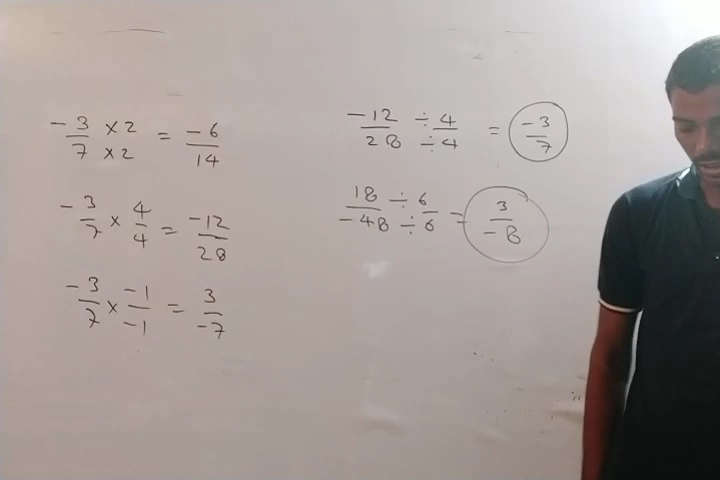 -3/7 ×2/×2 = -6/14
-3/7 × 4/4 = -12/28
-3/7 × -1/-1 = 3/-7
-12/28 ÷4/÷4 = -3/7
18/-48 ÷6/÷6 = 3/-8